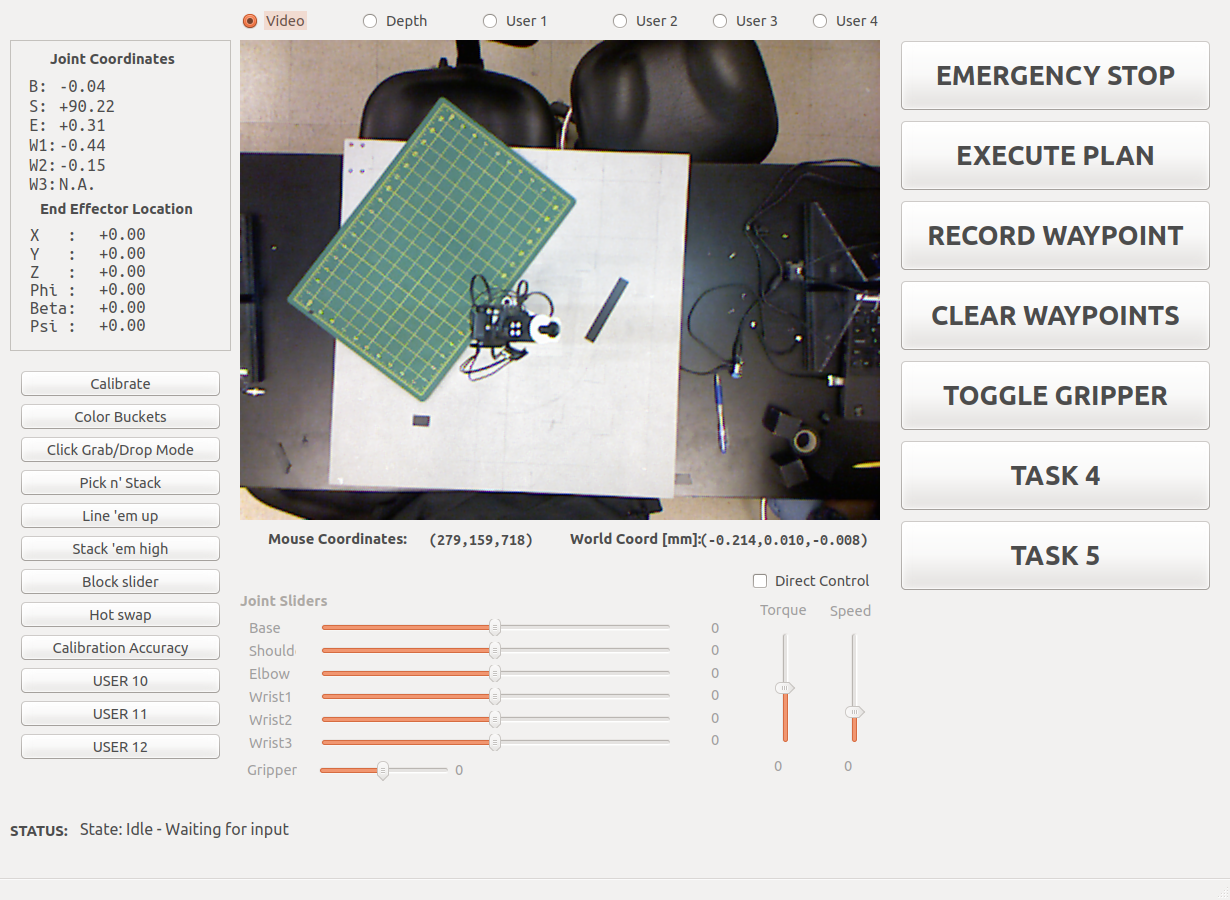 Video Depth User 1 User 2 User 3 User 4
Joint Coordinates
B: -0.04
S: +90.22
E: +0.31
W1:-0.44
W2:-0.15
W3:N.A.
End Effector Location
X : +0.00
Y : +0.00
Z : +0.00
Phi : +0.00
Beta: +0.00
Psi : +0.00
Calibrate
Color Buckets
Click Grab/Drop Mode
Pick n' Stack
Line 'em up
Stack 'em high
Block slider
Hot swap
Calibration Accuracy
USER 10
USER 11
USER 12
Mouse Coordinates: (279,159,718) World Coord [mm]:(-0.214,0.010,-0.008)
Direct Control
Joint Sliders
Torque Speed
Base 0
Should 0
Elbow 0
Wrist1 0
Wrist2 0
Wrist3 0
Gripper 0
0 0
EMERGENCY STOP
EXECUTE PLAN
RECORD WAYPOINT
CLEAR WAYPOINTS
TOGGLE GRIPPER
TASK 4
TASK 5
STATUS: State: Idle - Waiting for input